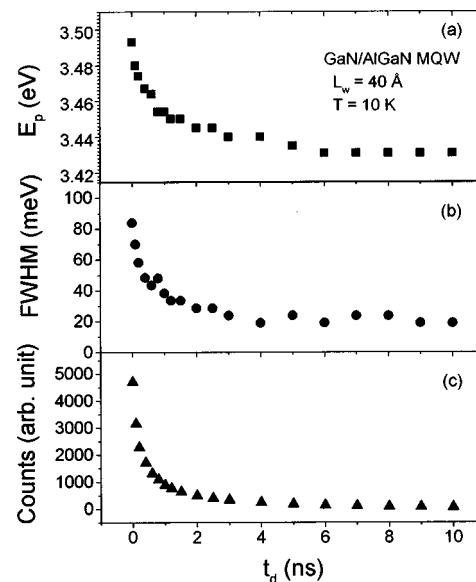 (a)
GaN/AlGaN MQW
L_w = 40 Å
T = 10 K
E_p (eV)
3.50
3.48
3.46
3.44
3.42
(b)
FWHM (meV)
100
80
60
40
20
0
(c)
Counts (arb. unit)
5000
4000
3000
2000
1000
0
0 2 4 6 8 10
t_d (ns)